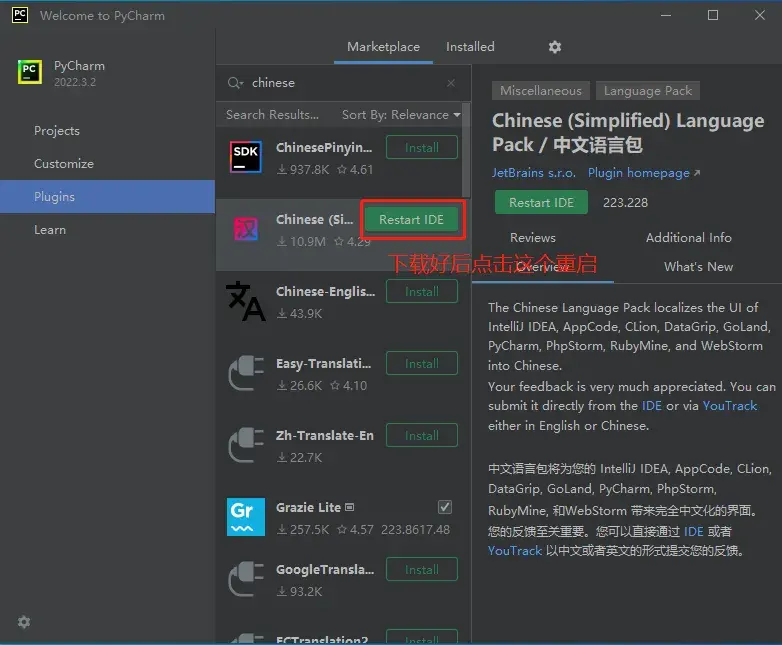 PC Welcome to PyCharm
PC PyCharm
2022.3.2
Projects
Customize
Plugins
Learn
Marketplace Installed
chinese
Search Results... Sort By: Relevance
SDK ChinesePinyin... Install
937.8K 4.61
汉 Chinese (Si... Restart IDE
10.9M 4.29
下载好后点击这个重启
文A Chinese-Englis... Install
43.9K
Easy-Translati... Install
26.6K 4.10
Zh-Translate-En Install
22.7K
Gr Grazie Lite
257.5K 4.57 223.8617.48
GoogleTransla... Install
93.2K
ECTranslation2 Install
Miscellaneous Language Pack
Chinese (Simplified) Language
Pack / 中文语言包
JetBrains s.r.o. Plugin homepage ↗
Restart IDE 223.228
Reviews Additional Info
Overview What's New
The Chinese Language Pack localizes the UI of
IntelliJ IDEA, AppCode, CLion, DataGrip, GoLand,
PyCharm, PhpStorm, RubyMine, and WebStorm
into Chinese.
Your feedback is very much appreciated. You can
submit it directly from the IDE or via YouTrack
either in English or Chinese.
中文语言包将为您的 IntelliJ IDEA, AppCode, CLion,
DataGrip, GoLand, PyCharm, PhpStorm,
RubyMine, 和WebStorm 带来完全中文化的界面。
您的反馈至关重要。您可以直接通过 IDE 或者
YouTrack 以中文或者英文的形式提交您的反馈。